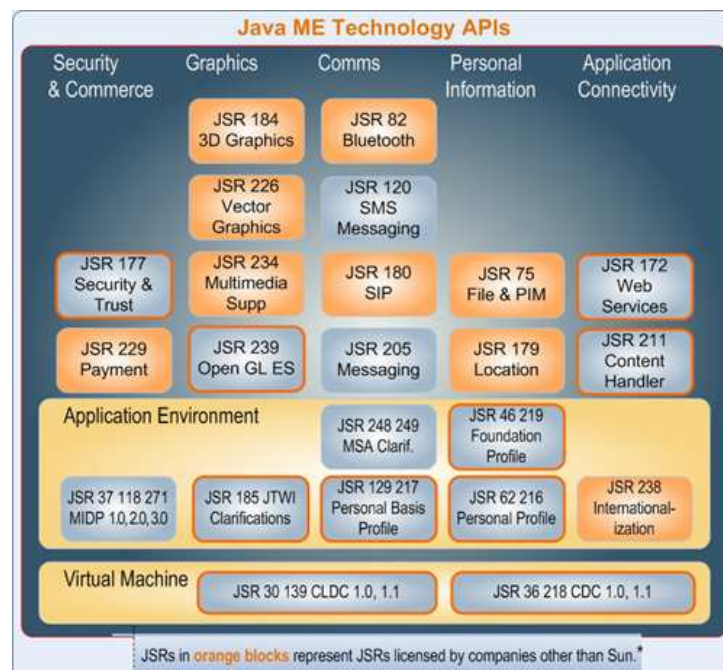 Java ME Technology APIs
Security
& Commerce
Graphics
Comms
Personal
Information
Application
Connectivity
JSR 184
3D Graphics
JSR 82
Bluetooth
JSR 226
Vector
Graphics
JSR 120
SMS
Messaging
JSR 177
Security &
Trust
JSR 234
Multimedia
Supp
JSR 180
SIP
JSR 75
File & PIM
JSR 172
Web
Services
JSR 229
Payment
JSR 239
Open GL ES
JSR 205
Messaging
JSR 179
Location
JSR 211
Content
Handler
Application Environment
JSR 248 249
MSA Clarif.
JSR 46 219
Foundation
Profile
JSR 37 118 271
MIDP 1.0,2.0,3.0
JSR 185 JTWI
Clarifications
JSR 129 217
Personal Basis
Profile
JSR 62 216
Personal Profile
JSR 238
International-
ization
Virtual Machine
JSR 30 139 CLDC 1.0, 1.1
JSR 36 218 CDC 1.0, 1.1
JSRs in orange blocks represent JSRs licensed by companies other than Sun.*